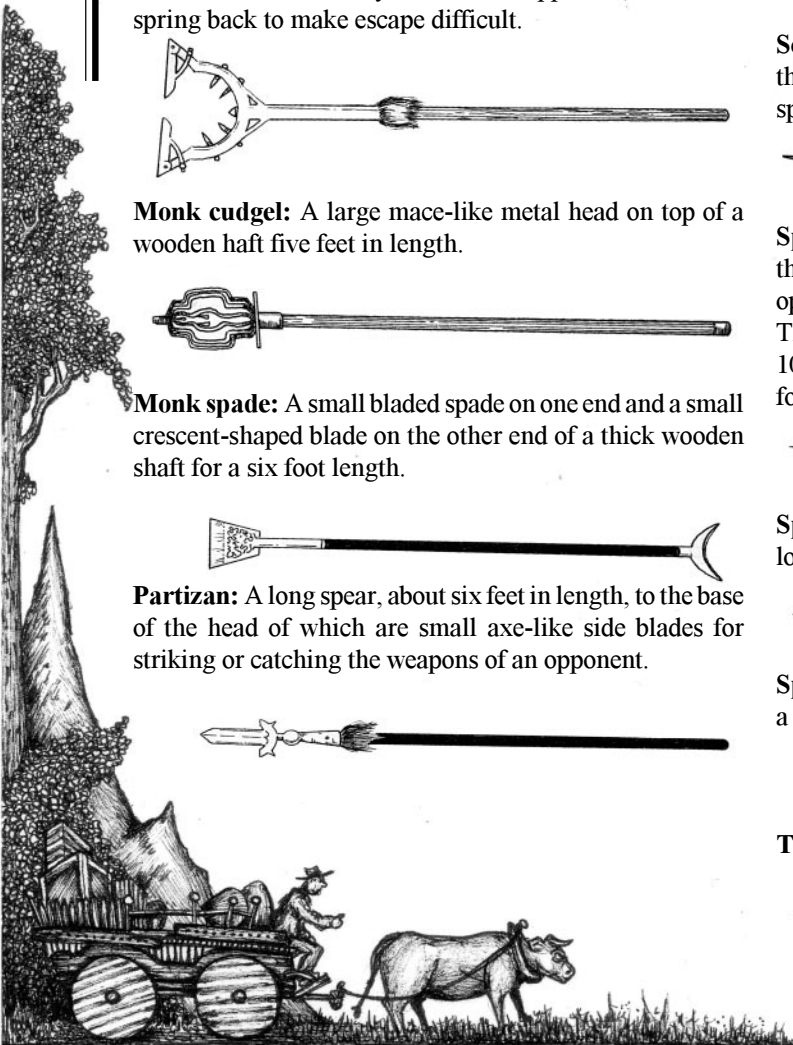 spring back to make escape difficult.
Monk cudgel: A large mace-like metal head on top of a
wooden haft five feet in length.
Monk spade: A small bladed spade on one end and a small
crescent-shaped blade on the other end of a thick wooden
shaft for a six foot length.
Partizan: A long spear, about six feet in length, to the base
of the head of which are small axe-like side blades for
striking or catching the weapons of an opponent.
a